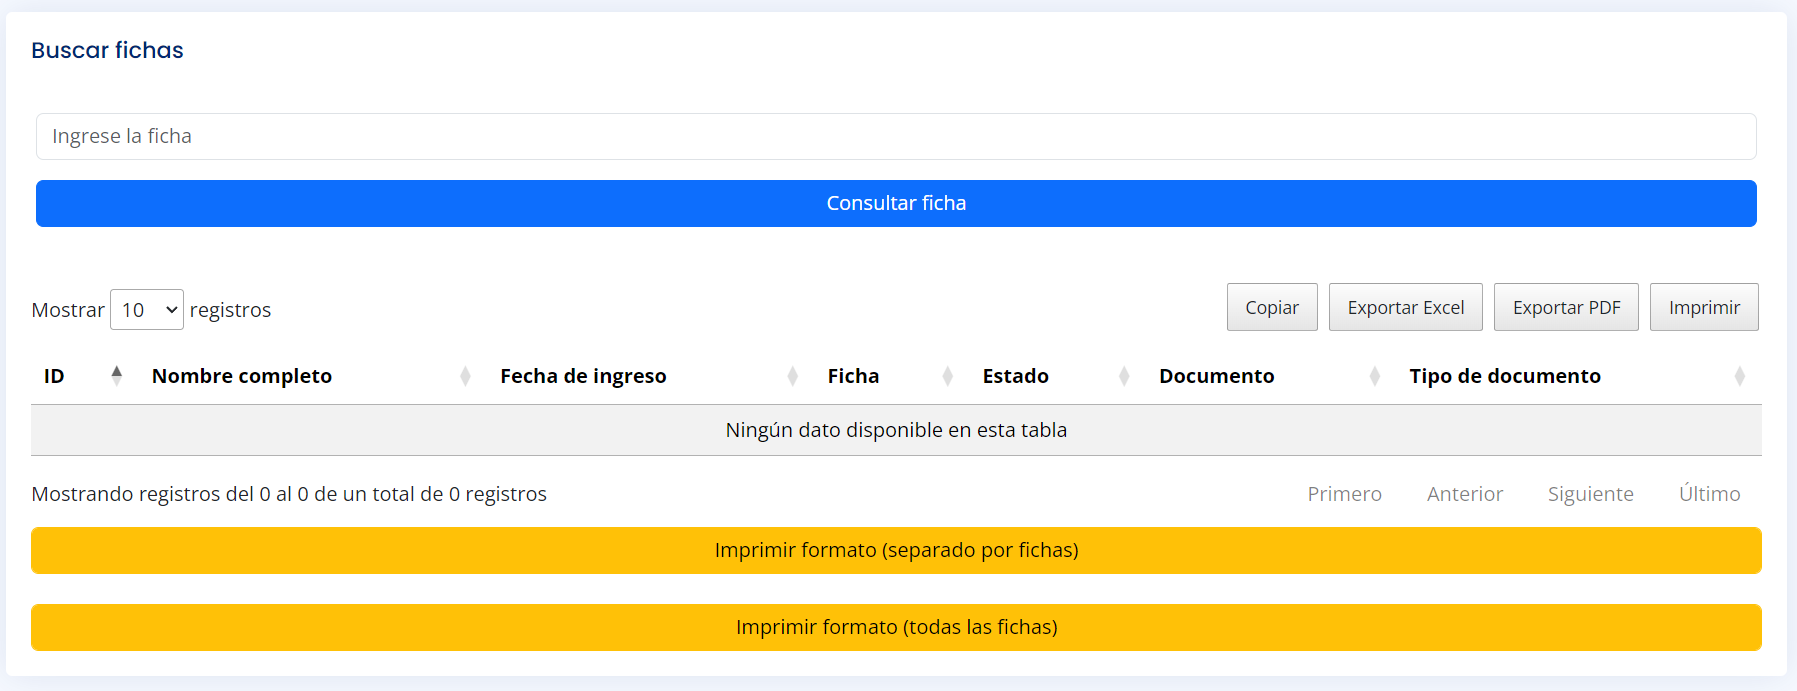 Buscar fichas
Ingrese la ficha
Consultar ficha
Mostrar 10 registros
Copiar Exportar Excel Exportar PDF Imprimir
ID Nombre completo Fecha de ingreso Ficha Estado Documento Tipo de documento
Ningún dato disponible en esta tabla
Mostrando registros del 0 al 0 de un total de 0 registros
Primero Anterior Siguiente Último
Imprimir formato (separado por fichas)
Imprimir formato (todas las fichas)